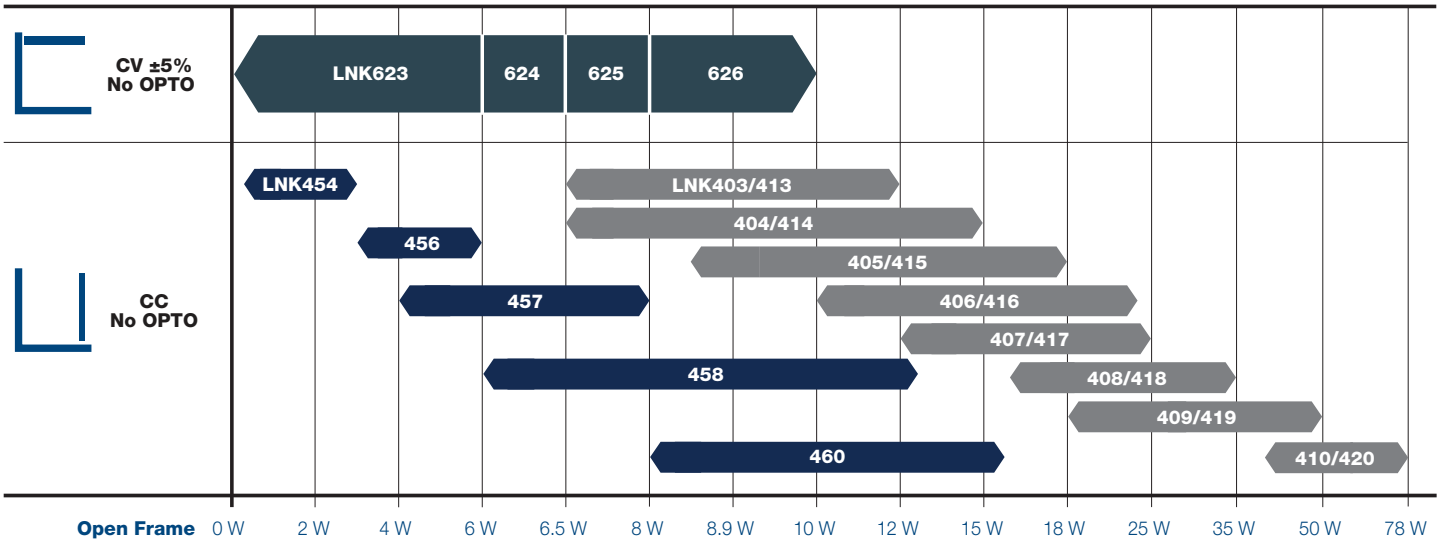 CV ±5%
No OPTO
LNK623
624
625
626
CC
No OPTO
LNK454
LNK403/413
404/414
456
405/415
457
406/416
407/417
458
408/418
409/419
460
410/420
Open Frame 0 W 2 W 4 W 6 W 6.5 W 8 W 8.9 W 10 W 12 W 15 W 18 W 25 W 35 W 50 W 78 W